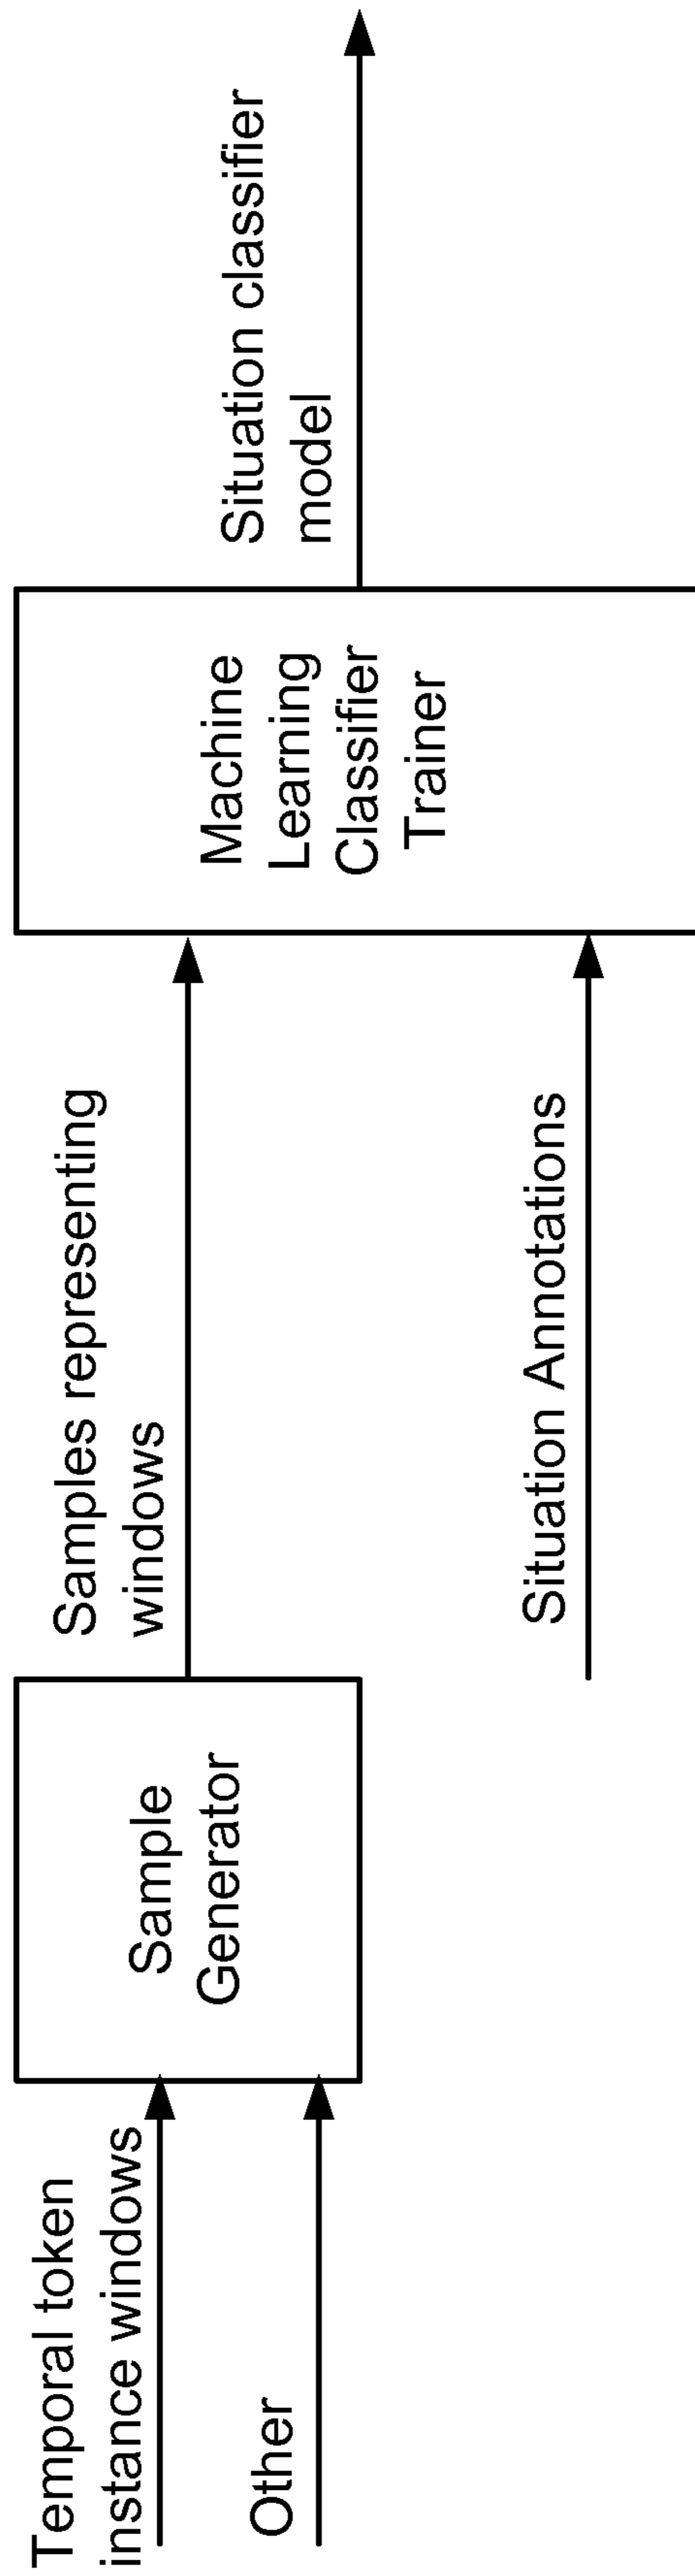 Temporal token
instance windows
Other
Sample
Generator
Samples representing
windows
Situation Annotations
Machine
Learning
Classifier
Trainer
Situation classifier
model